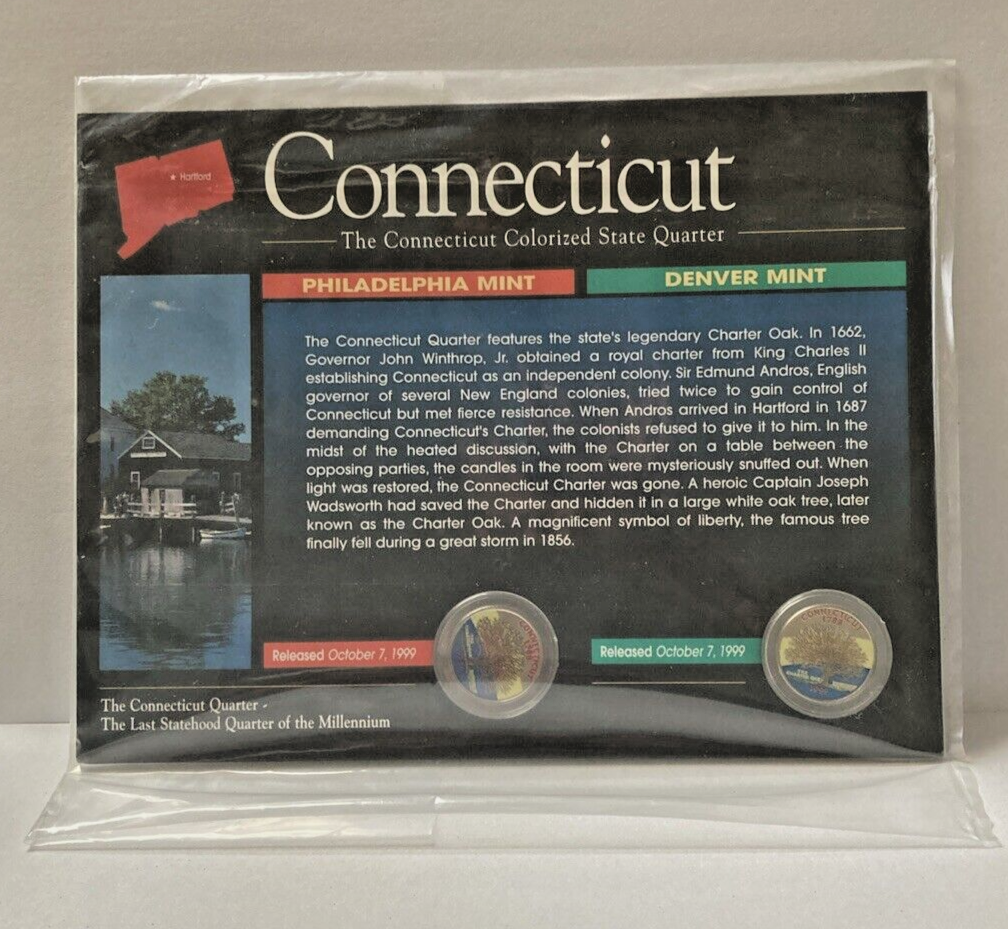 ★ Hartford
Connecticut
The Connecticut Colorized State Quarter
PHILADELPHIA MINT
DENVER MINT
The Connecticut Quarter features the state's legendary Charter Oak. In 1662,
Governor John Winthrop, Jr. obtained a royal charter from King Charles II
establishing Connecticut as an independent colony. Sir Edmund Andros, English
governor of several New England colonies, tried twice to gain control of
Connecticut but met fierce resistance. When Andros arrived in Hartford in 1687
demanding Connecticut's Charter, the colonists refused to give it to him. In the
midst of the heated discussion, with the Charter on a table between the
opposing parties, the candles in the room were mysteriously snuffed out. When
light was restored, the Connecticut Charter was gone. A heroic Captain Joseph
Wadsworth had saved the Charter and hidden it in a large white oak tree, later
known as the Charter Oak. A magnificent symbol of liberty, the famous tree
finally fell during a great storm in 1856.
Released October 7, 1999
CONNECTICUT
Released October 7, 1999
CONNECTICUT
1788
THE
CHARTER OAK
1999
The Connecticut Quarter -
The Last Statehood Quarter of the Millennium